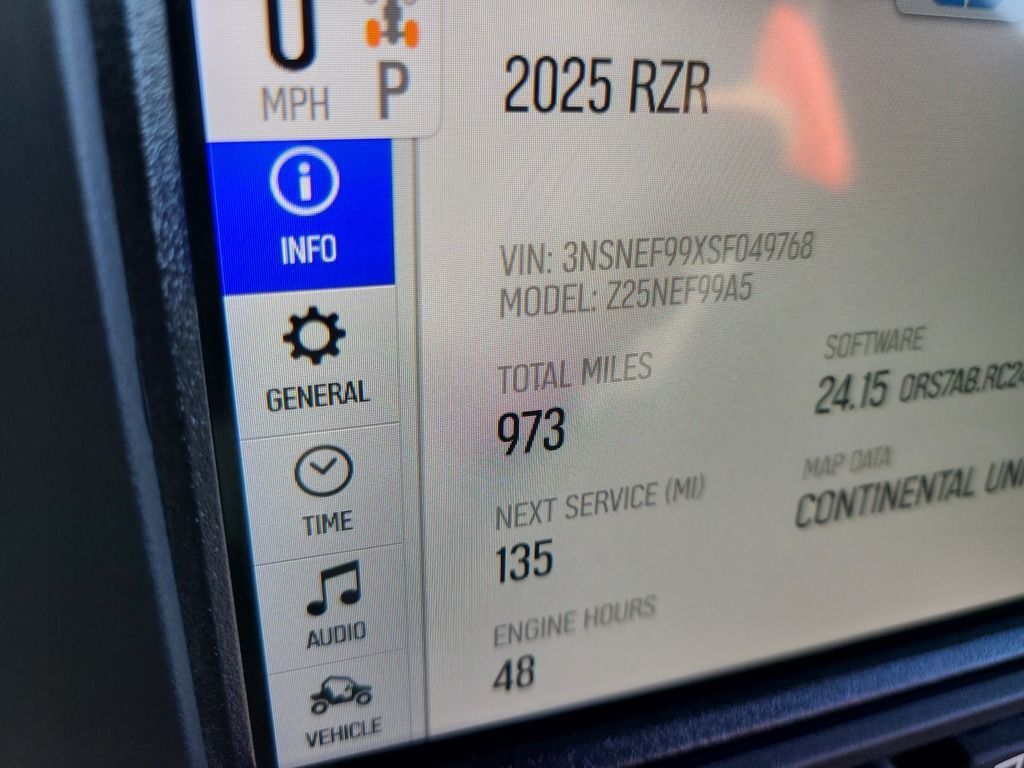 0
MPH
P
2025 RZR
INFO
VIN: 3NSNEF99XSF049768
MODEL: Z25NEF99A5
GENERAL
TOTAL MILES
973
SOFTWARE
24.15
TIME
NEXT SERVICE (MI)
135
MAP DATA
CONTINENTAL
AUDIO
ENGINE HOURS
48
VEHICLE